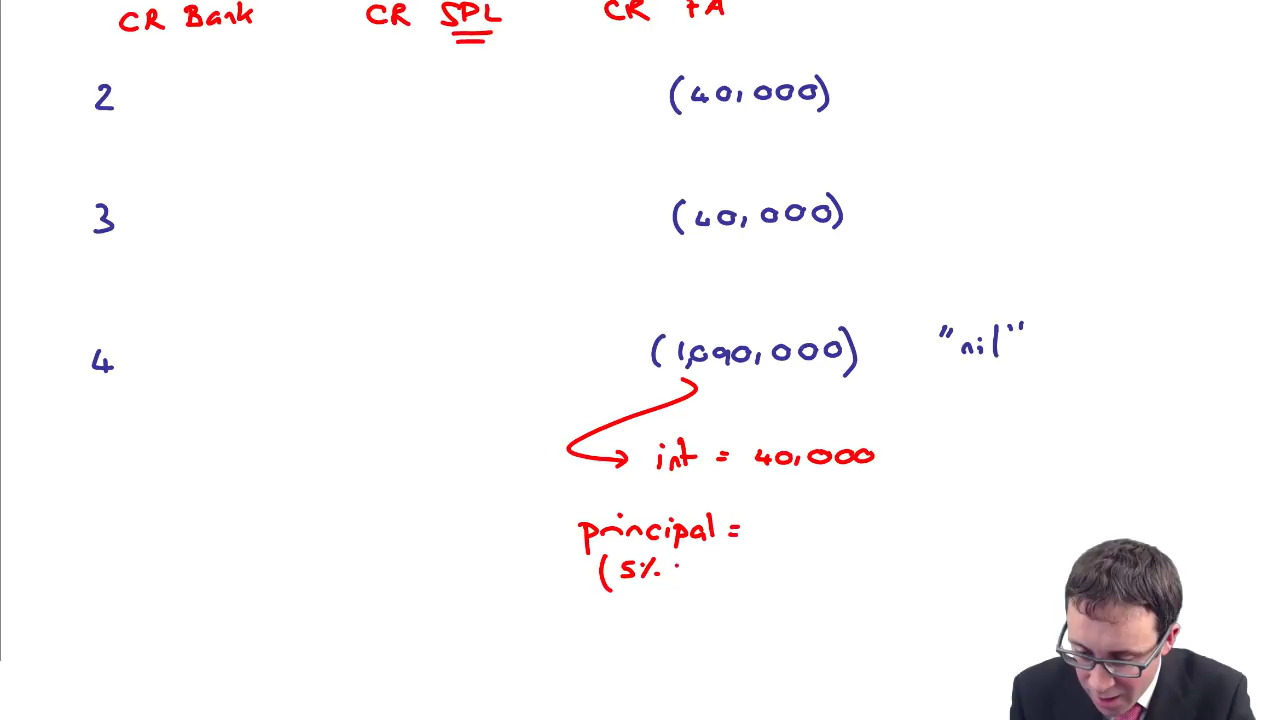 CR Bank CR SPL CR FA
2 (40,000)
3 (40,000)
4 (1,090,000) "nil"
int = 40,000
principal =
(5%